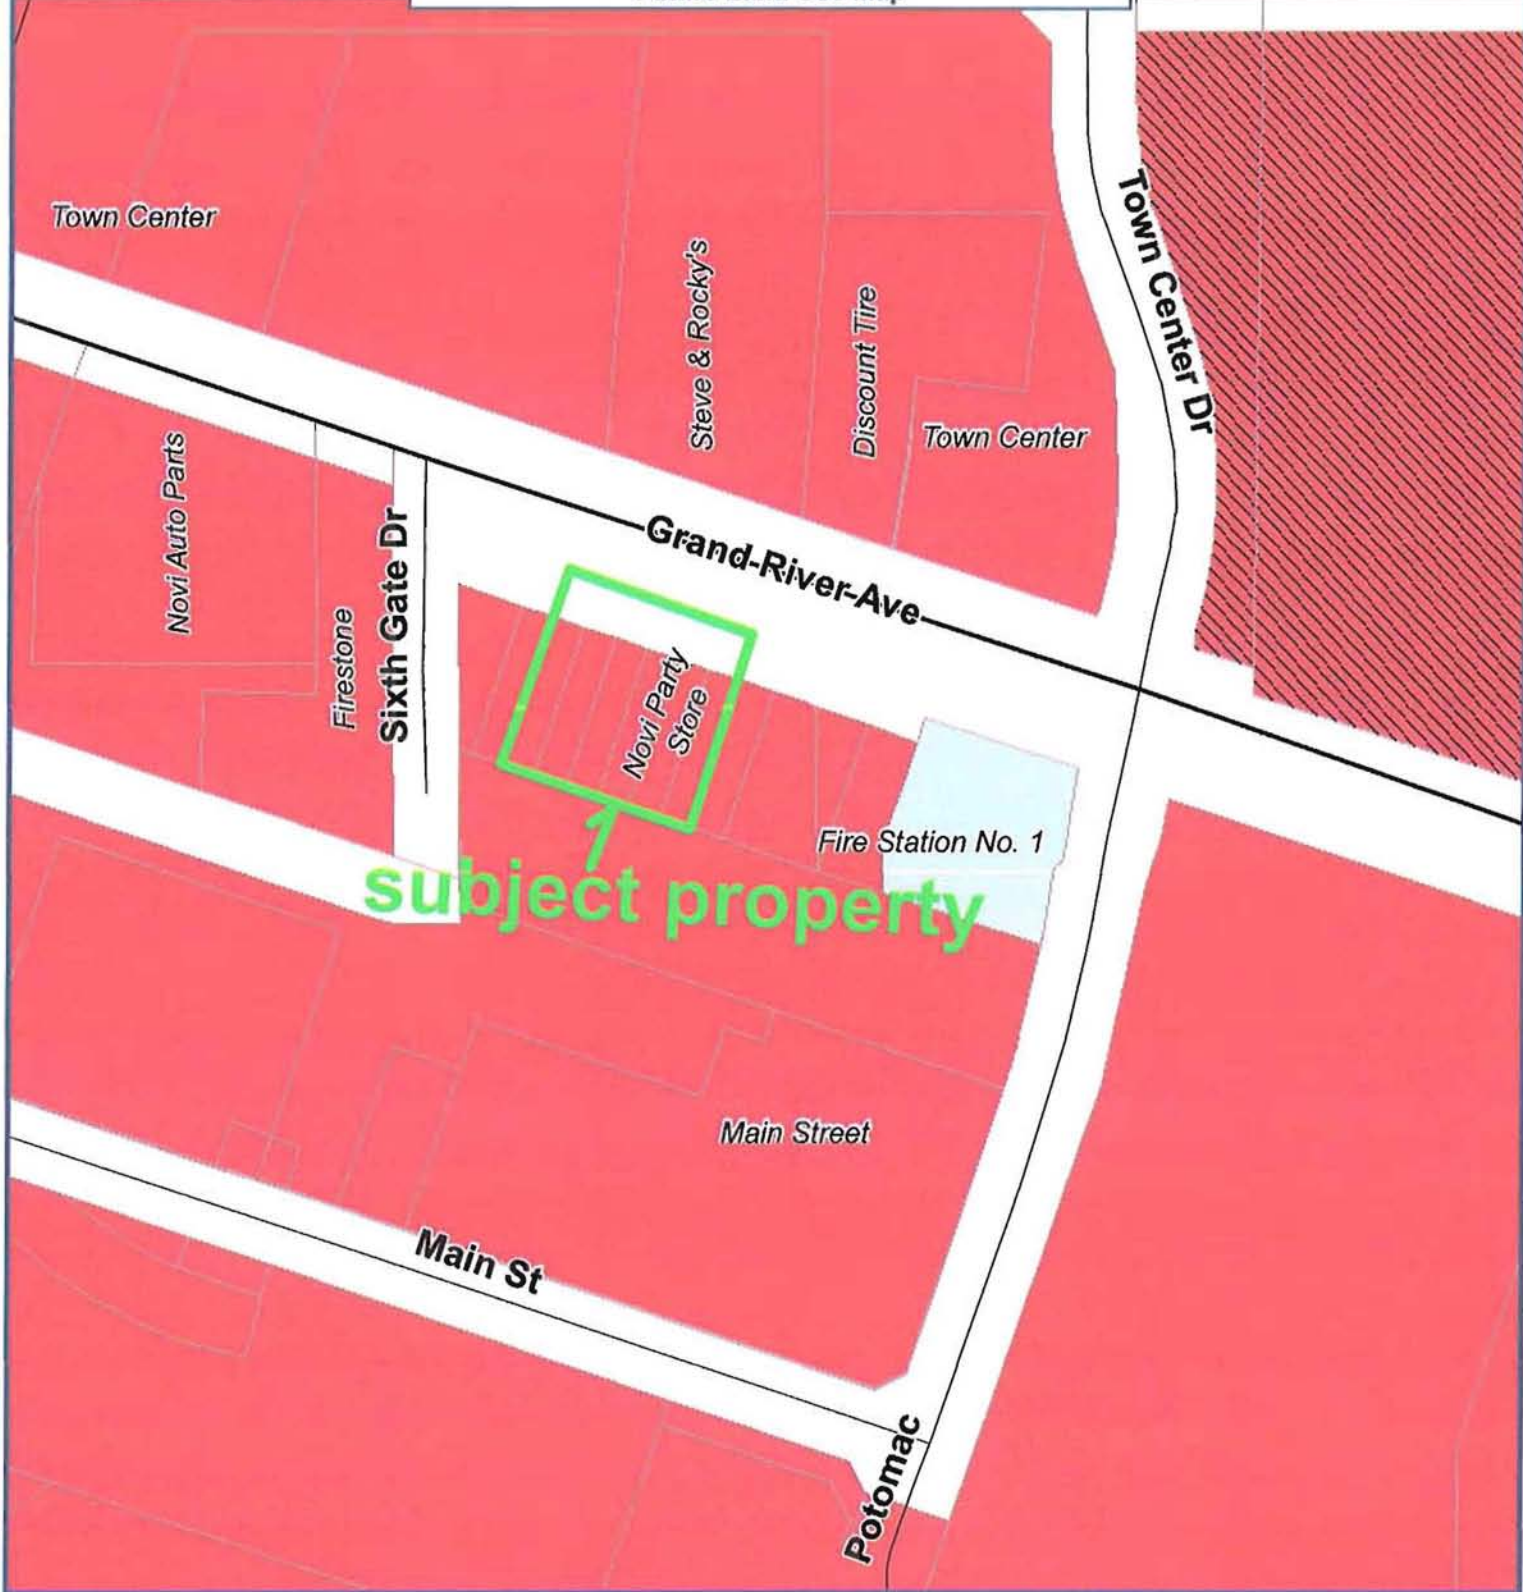 Town Center
Steve & Rocky's
Discount Tire
Town Center
Town Center Dr
Novi Auto Parts
Firestone
Sixth Gate Dr
Grand-River-Ave
Novi Party
Store
Fire Station No. 1
subject property
Main Street
Main St
Potomac